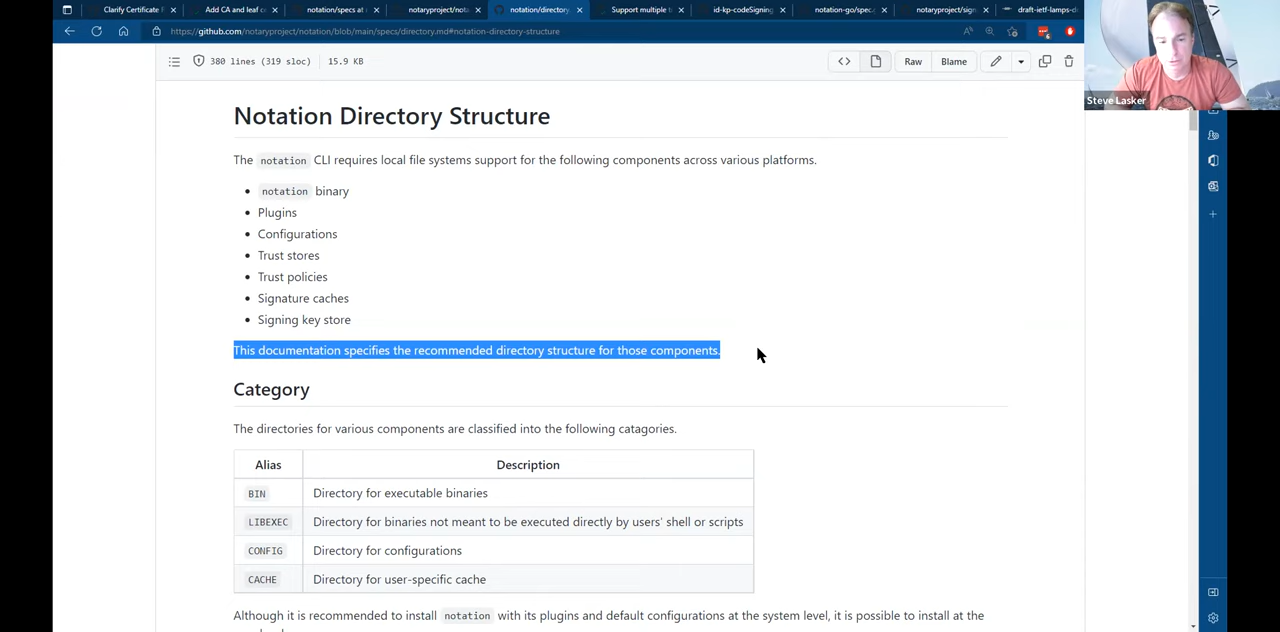 Clarify Certificate F
Add CA and leaf c
notation/specs at
notaryproject/nota
notation/directory.
Support multiple t
id-kp-codeSigning
notation-go/spec-
notaryproject/sign
draft-ietf-lamps-d
https://github.com/notaryproject/notation/blob/main/specs/directory.md#notation-directory-structure
380 lines (319 sloc) 15.9 KB
Raw Blame
Steve Lasker
Notation Directory Structure
The notation CLI requires local file systems support for the following components across various platforms.
• notation binary
• Plugins
• Configurations
• Trust stores
• Trust policies
• Signature caches
• Signing key store
This documentation specifies the recommended directory structure for those components.
Category
The directories for various components are classified into the following catagories.
Alias Description
BIN Directory for executable binaries
LIBEXEC Directory for binaries not meant to be executed directly by users' shell or scripts
CONFIG Directory for configurations
CACHE Directory for user-specific cache
Although it is recommended to install notation with its plugins and default configurations at the system level, it is possible to install at the